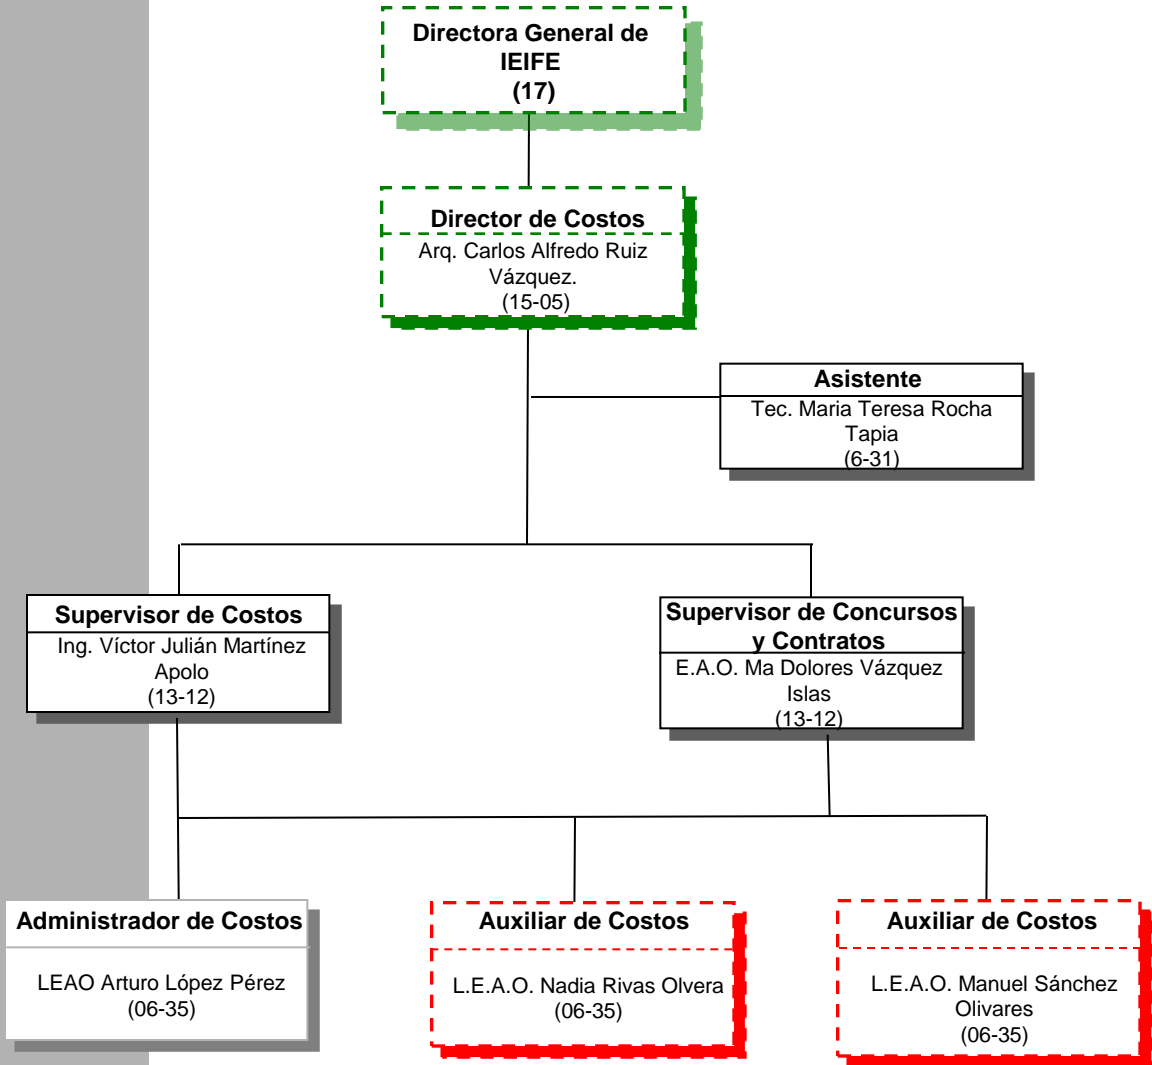 Directora General de
IEIFE
(17)
Director de Costos
Arq. Carlos Alfredo Ruiz
Vázquez.
(15-05)
Asistente
Tec. Maria Teresa Rocha
Tapia
(6-31)
Supervisor de Costos
Ing. Víctor Julián Martínez
Apolo
(13-12)
Supervisor de Concursos
y Contratos
E.A.O. Ma Dolores Vázquez
Islas
(13-12)
Administrador de Costos
LEAO Arturo López Pérez
(06-35)
Auxiliar de Costos
L.E.A.O. Nadia Rivas Olvera
(06-35)
Auxiliar de Costos
L.E.A.O. Manuel Sánchez
Olivares
(06-35)